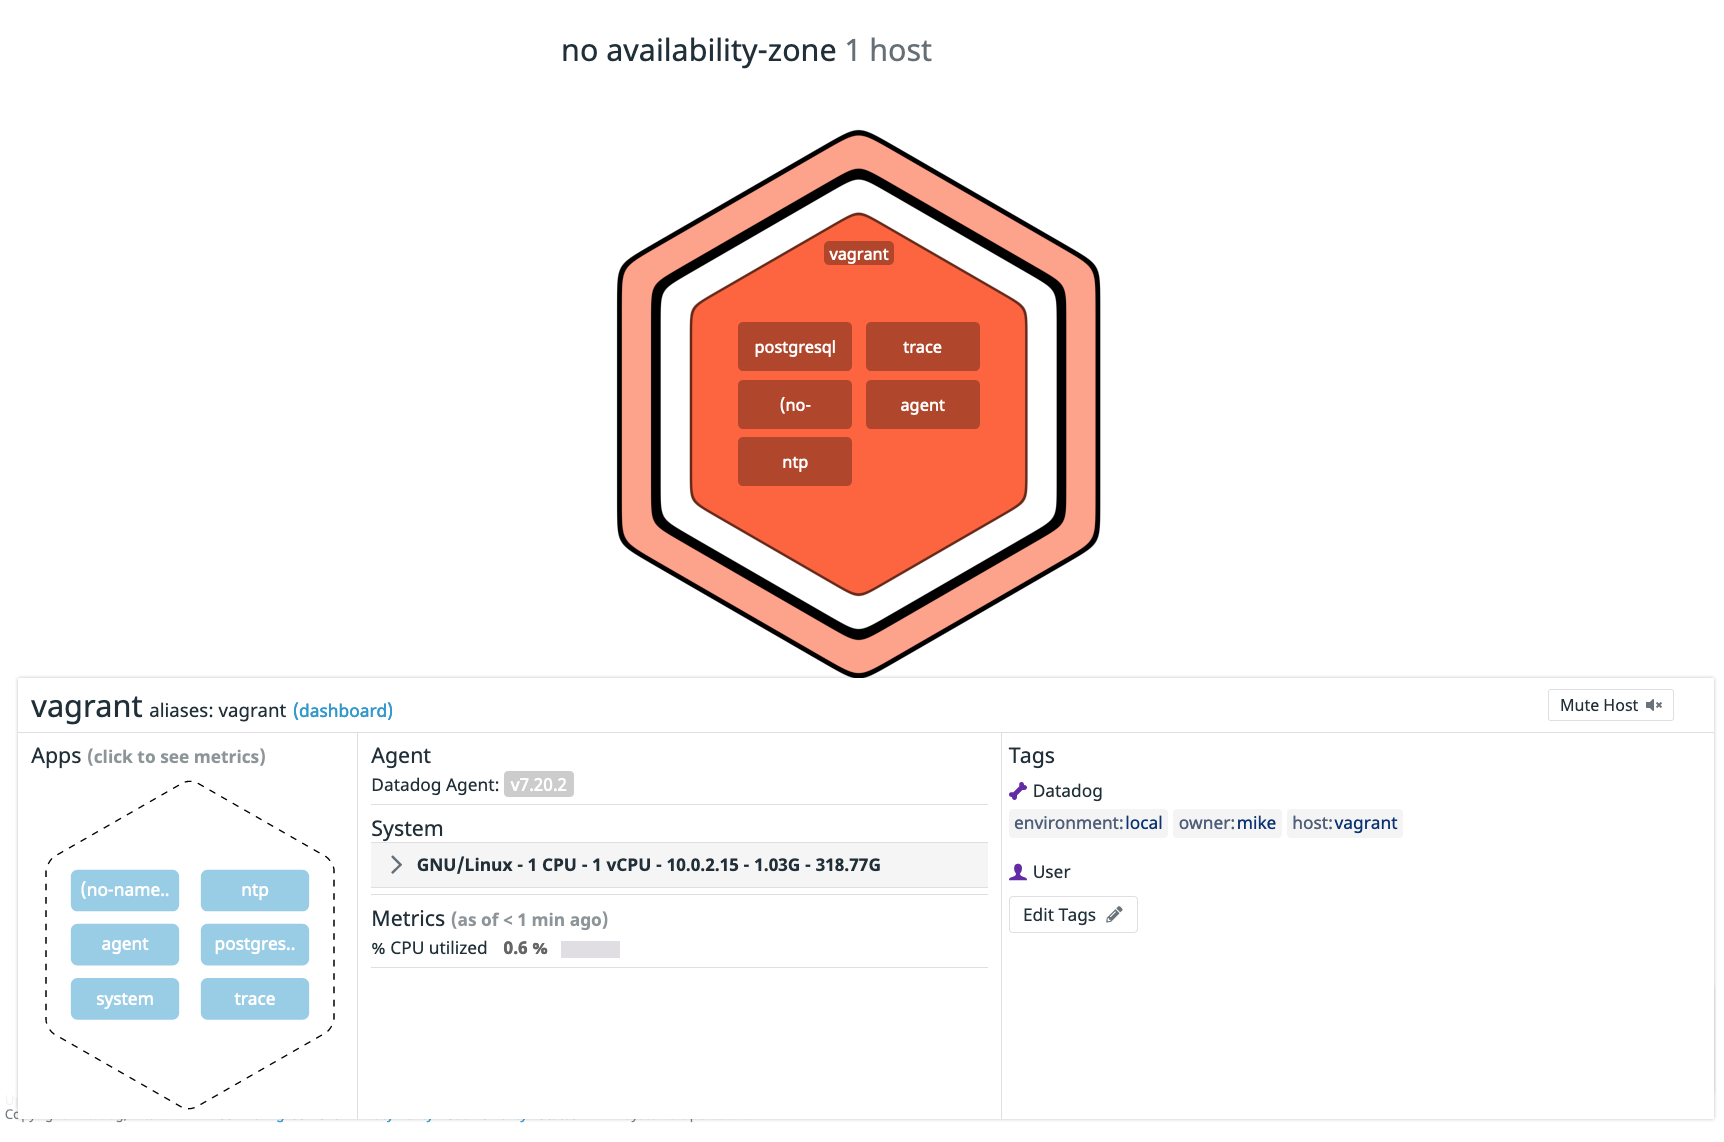 no availability-zone 1 host
vagrant
postgresql trace
(no- agent
ntp
vagrant aliases: vagrant (dashboard)
Mute Host
Apps (click to see metrics)
(no-name.. ntp
agent postgres..
system trace
Agent
Datadog Agent: v7.20.2
System
GNU/Linux - 1 CPU - 1 vCPU - 10.0.2.15 - 1.03G - 318.77G
Metrics (as of < 1 min ago)
% CPU utilized 0.6 %
Tags
Datadog
environment:local owner:mike host:vagrant
User
Edit Tags